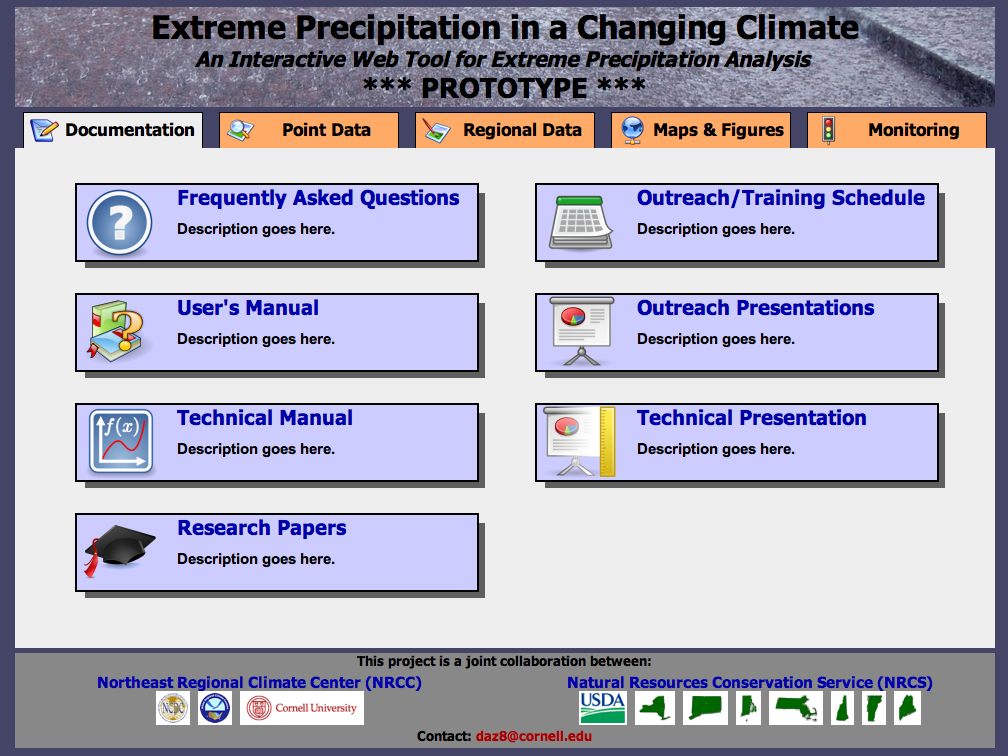 Extreme Precipitation in a Changing Climate
An Interactive Web Tool for Extreme Precipitation Analysis
*** PROTOTYPE ***
Documentation
Point Data
Regional Data
Maps & Figures
Monitoring
Frequently Asked Questions
Description goes here.
Outreach/Training Schedule
Description goes here.
User's Manual
Description goes here.
Outreach Presentations
Description goes here.
f(x)
Technical Manual
Description goes here.
Technical Presentation
Description goes here.
Research Papers
Description goes here.
This project is a joint collaboration between:
Northeast Regional Climate Center (NRCC)
Natural Resources Conservation Service (NRCS)
Cornell University
USDA
Contact: daz8@cornell.edu